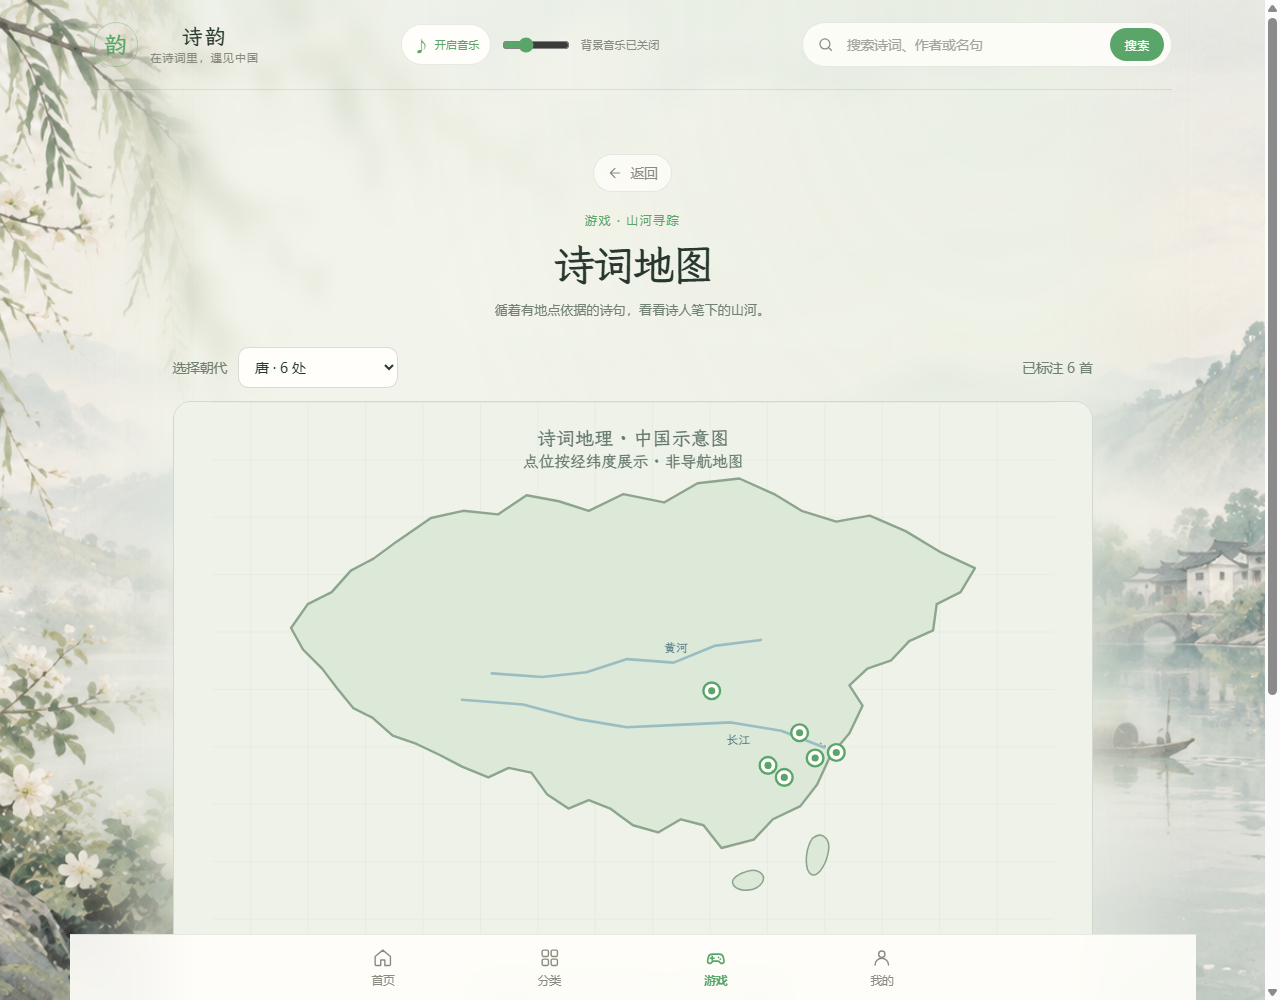 韵
诗韵
在诗词里，遇见中国
♪ 开启音乐
背景音乐已关闭
搜索诗词、作者或名句
搜索
← 返回
游戏 · 山河寻踪
诗词地图
循着有地点依据的诗句，看看诗人笔下的山河。
选择朝代
唐 · 6 处
已标注 6 首
诗词地理 · 中国示意图
点位按经纬度展示 · 非导航地图
黄河
长江
首页
分类
游戏
我的